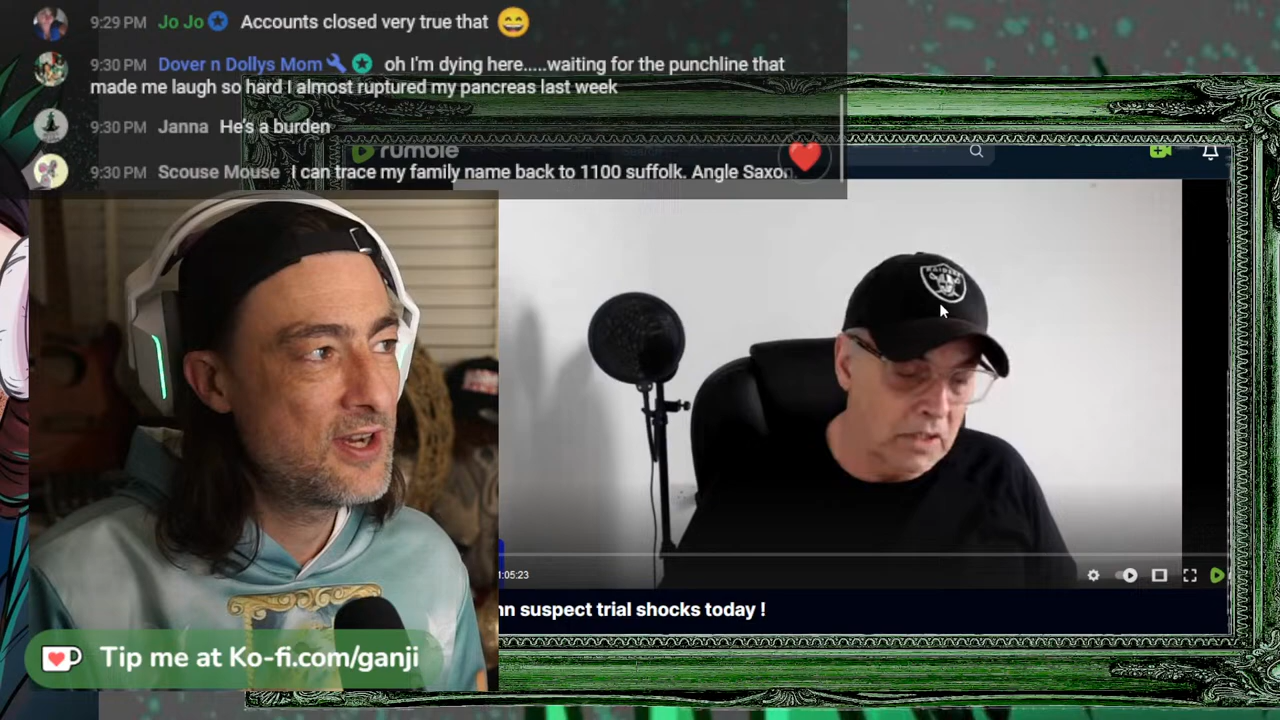 9:29 PM Jo Jo Accounts closed very true that
9:30 PM Dover n Dollys Mom oh I'm dying here.....waiting for the punchline that
made me laugh so hard I almost ruptured my pancreas last week
9:30 PM Janna He's a burden
rumble
9:30 PM Scouse Mouse I can trace my family name back to 1100 suffolk. Angle Saxon
RAIDERS
1:05:23
nn suspect trial shocks today !
Tip me at Ko-fi.com/ganji